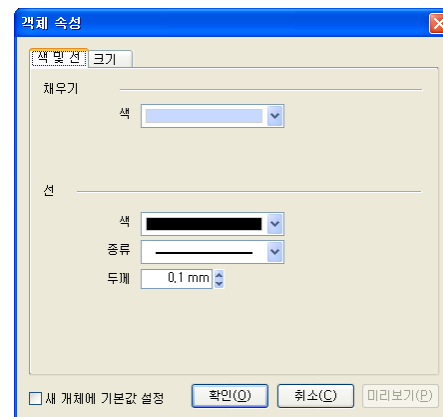 객체 속성
색 및 선 크기
채우기
색
선
색
종류
두께 0.1 mm
새 개체에 기본값 설정 확인(O) 취소(C) 미리보기(P)